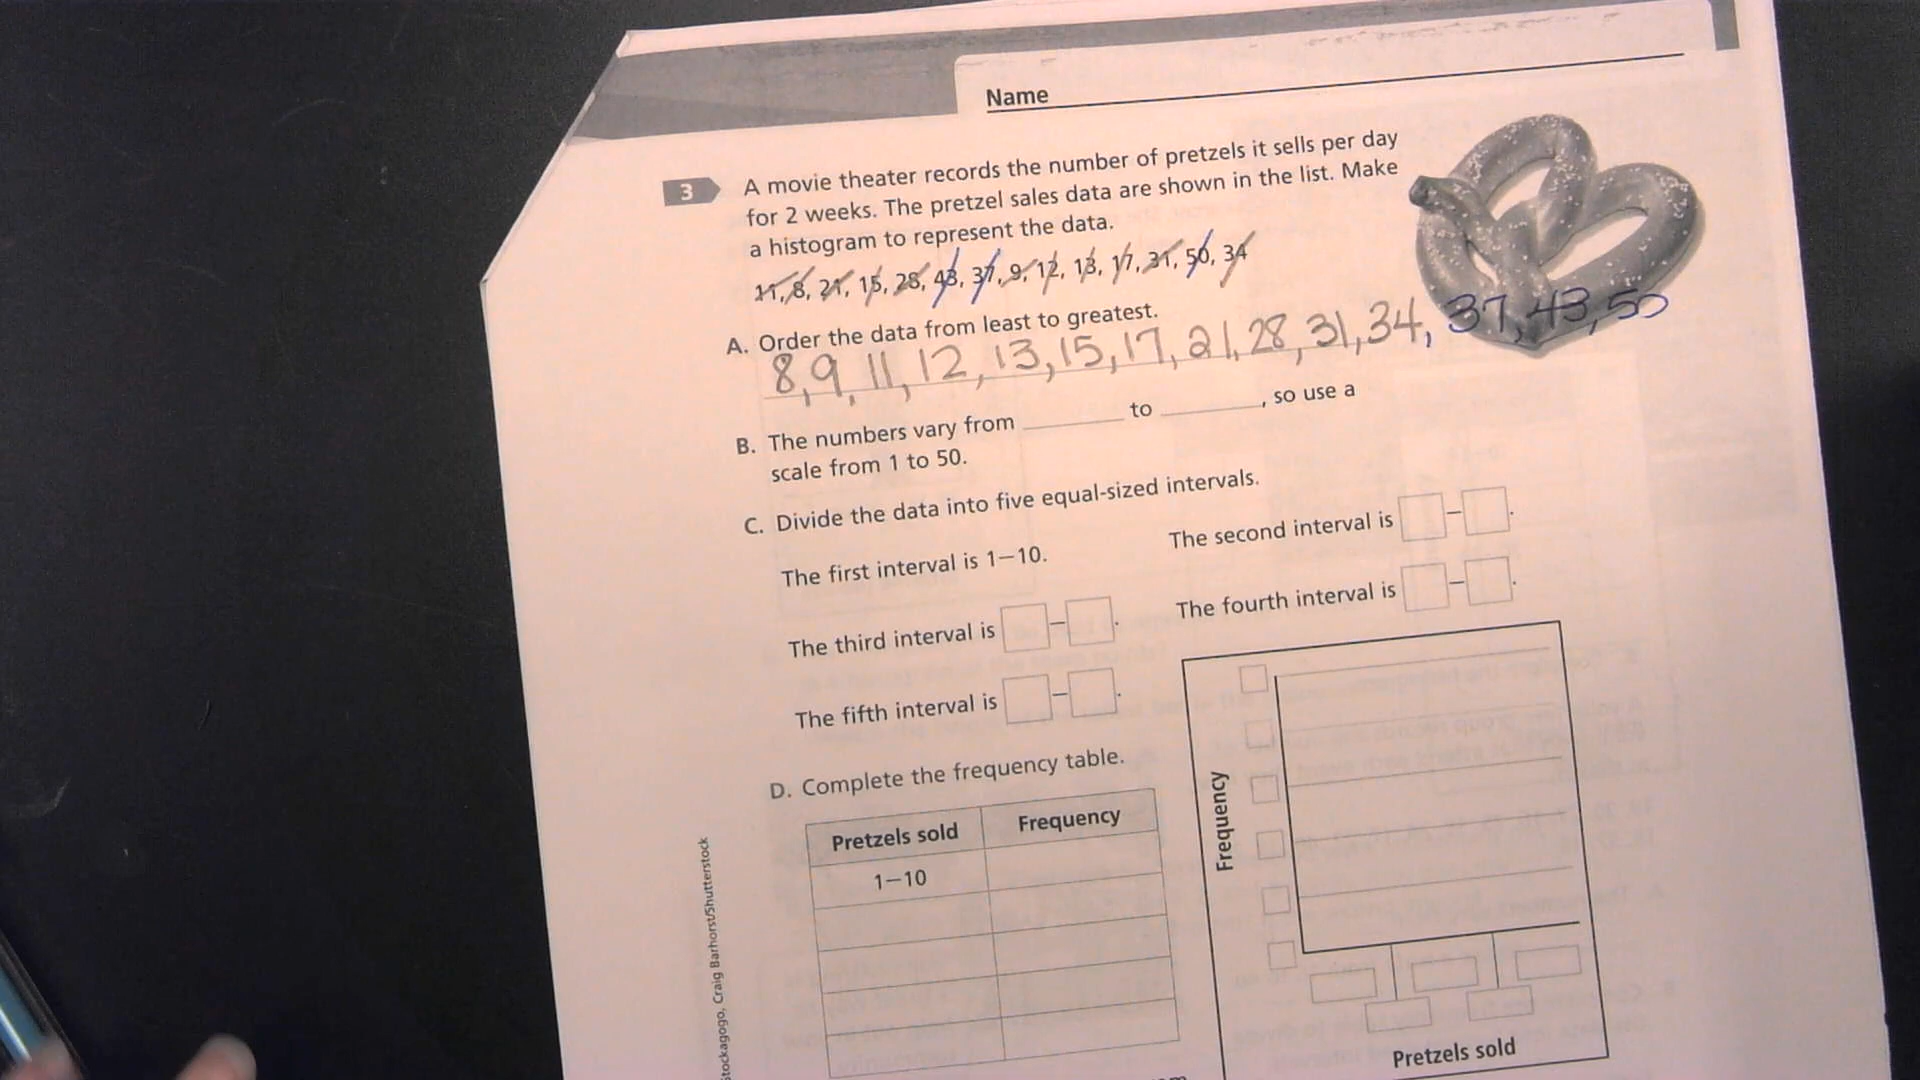 Name
3 A movie theater records the number of pretzels it sells per day
for 2 weeks. The pretzel sales data are shown in the list. Make
a histogram to represent the data.
11, 8, 21, 15, 28, 43, 37, 9, 12, 13, 17, 31, 50, 34
A. Order the data from least to greatest.
8, 9, 11, 12, 13, 15, 17, 21, 28, 31, 34, 37, 43, 50
B. The numbers vary from ______ to ______, so use a
scale from 1 to 50.
C. Divide the data into five equal-sized intervals.
The first interval is 1–10. The second interval is □–□.
The third interval is □–□. The fourth interval is □–□.
The fifth interval is □–□.
D. Complete the frequency table.
Pretzels sold Frequency
1–10
Frequency
Pretzels sold
Stockagogo, Craig Barhorst/Shutterstock